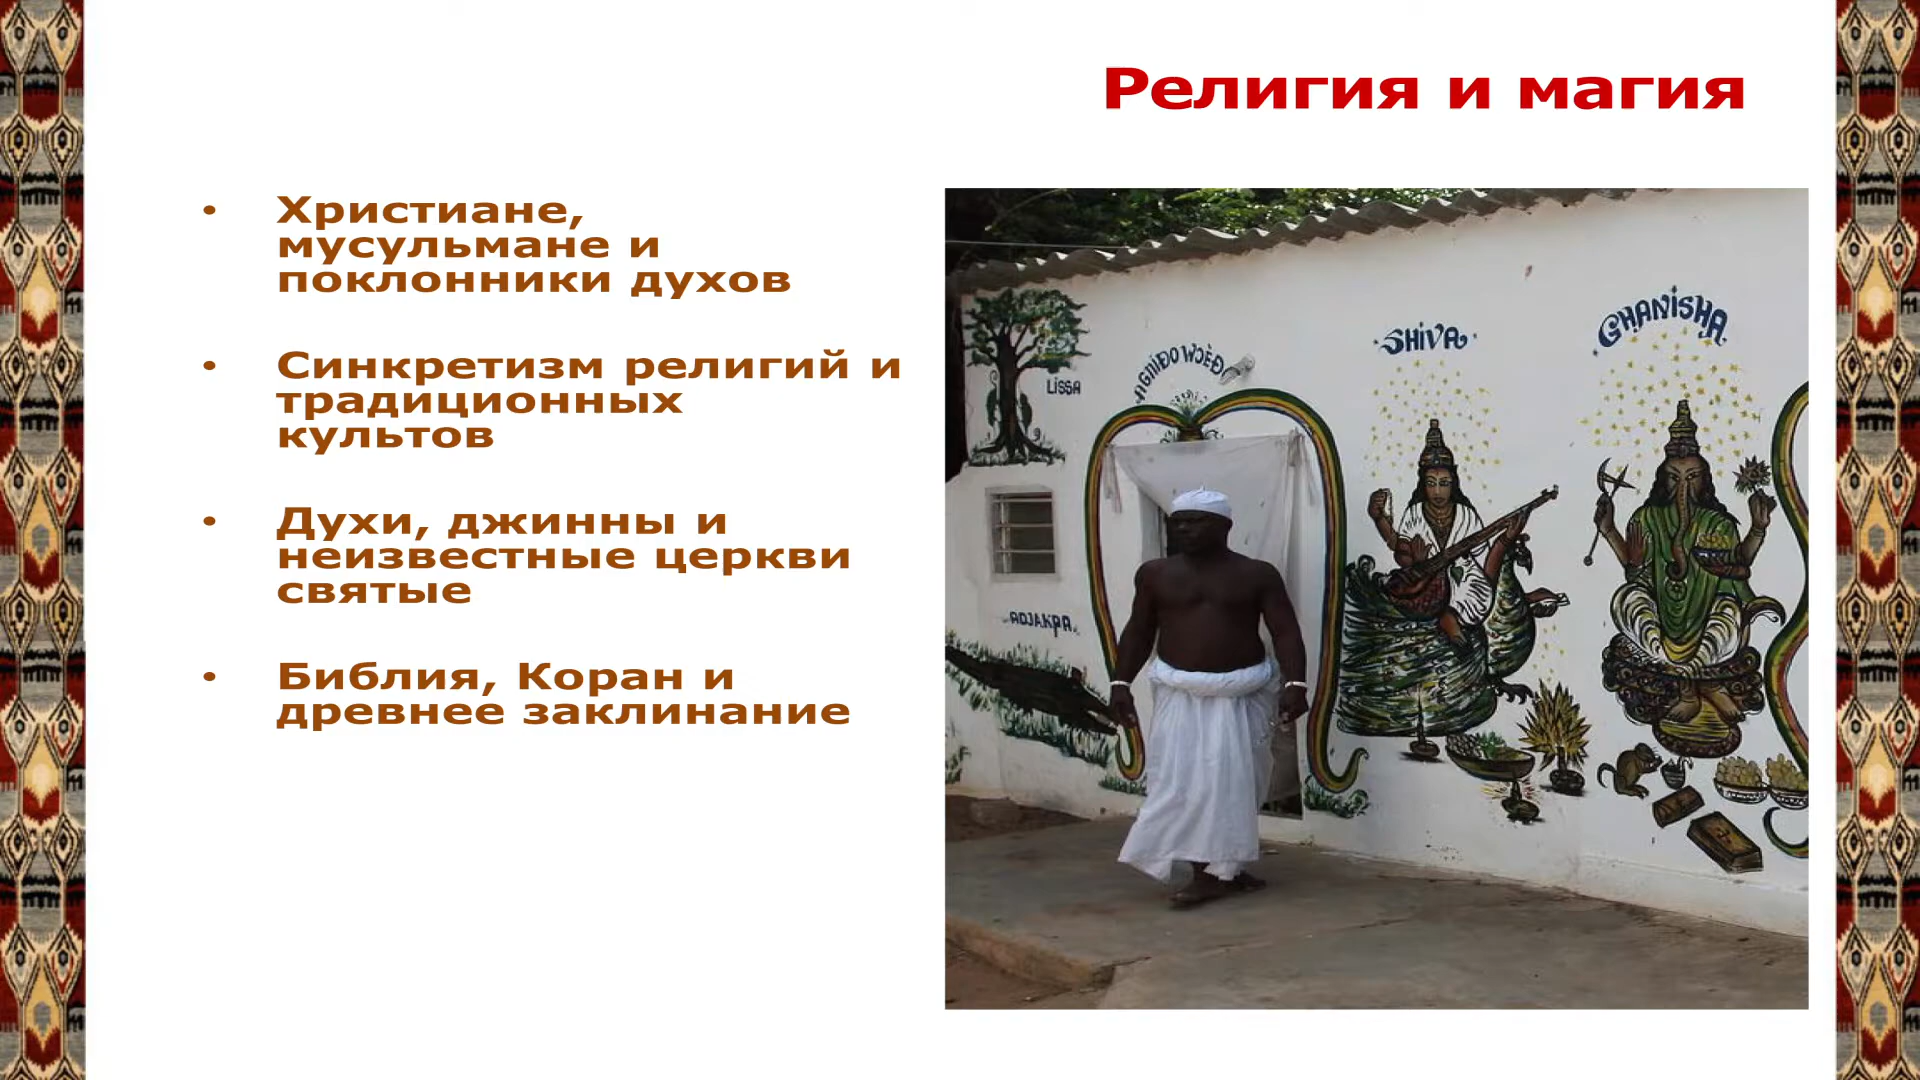 Религия и магия
• Христиане,
мусульмане и
поклонники духов
• Синкретизм религий и
традиционных
культов
• Духи, джинны и
неизвестные церкви
святые
• Библия, Коран и
древнее заклинание
LiSSA
SHiVA
GHANiSHA
ADJAKPA